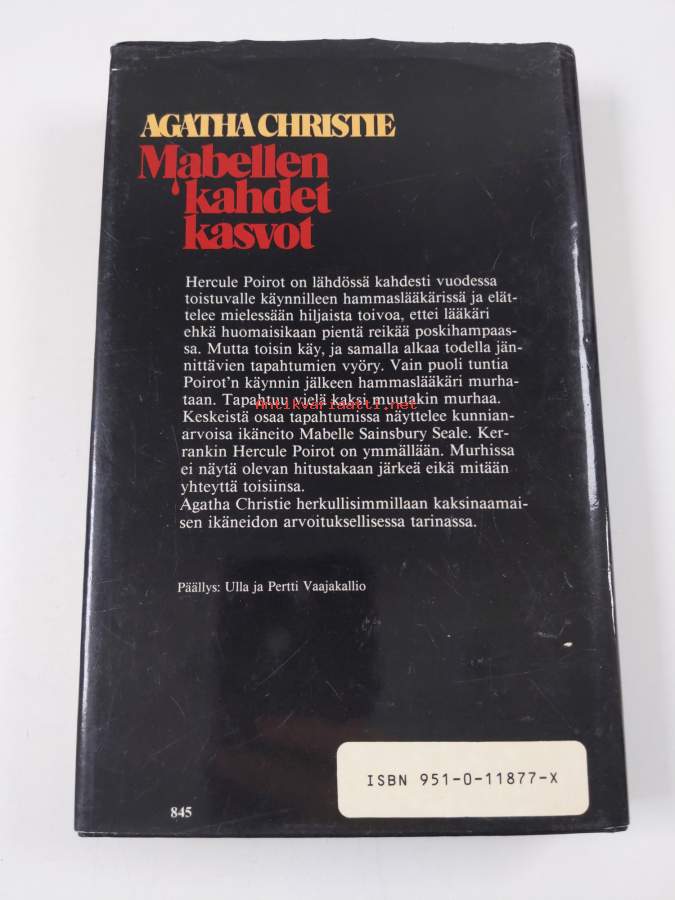 AGATHA CHRISTIE
Mabellen
kahdet
kasvot
Hercule Poirot on lähdössä kahdesti vuodessa
toistuvalle käynnilleen hammaslääkärissä ja elät-
telee mielessään hiljaista toivoa, ettei lääkäri
ehkä huomaisikaan pientä reikää poskihampaas-
sa. Mutta toisin käy, ja samalla alkaa todella jän-
nittävien tapahtumien vyöry. Vain puoli tuntia
Poirot'n käynnin jälkeen hammaslääkäri murha-
taan. Tapahtuu vielä kaksi muutakin murhaa.
Antikvariaatti.net
Keskeistä osaa tapahtumissa näyttelee kunnian-
arvoisa ikäneito Mabelle Sainsbury Seale. Ker-
rankin Hercule Poirot on ymmällään. Murhissa
ei näytä olevan hitustakaan järkeä eikä mitään
yhteyttä toisiinsa.
Agatha Christie herkullisimmillaan kaksinaamai-
sen ikäneidon arvoituksellisessa tarinassa.
Päällys: Ulla ja Pertti Vaajakallio
ISBN 951-0-11877-X
845